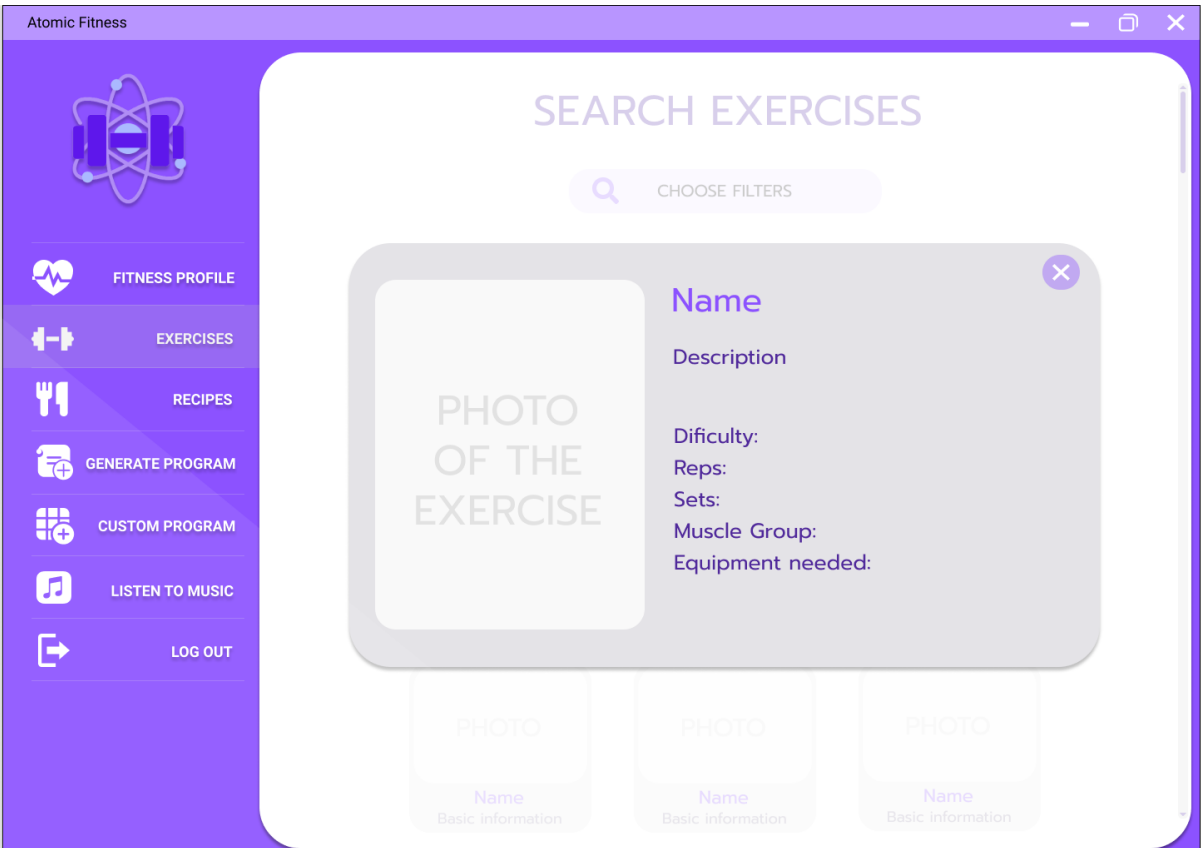 Atomic Fitness
FITNESS PROFILE
EXERCISES
RECIPES
GENERATE PROGRAM
CUSTOM PROGRAM
LISTEN TO MUSIC
LOG OUT
SEARCH EXERCISES
CHOOSE FILTERS
PHOTO
OF THE
EXERCISE
Name
Description
Dificulty:
Reps:
Sets:
Muscle Group:
Equipment needed:
PHOTO
Name
Basic information
PHOTO
Name
Basic information
PHOTO
Name
Basic information